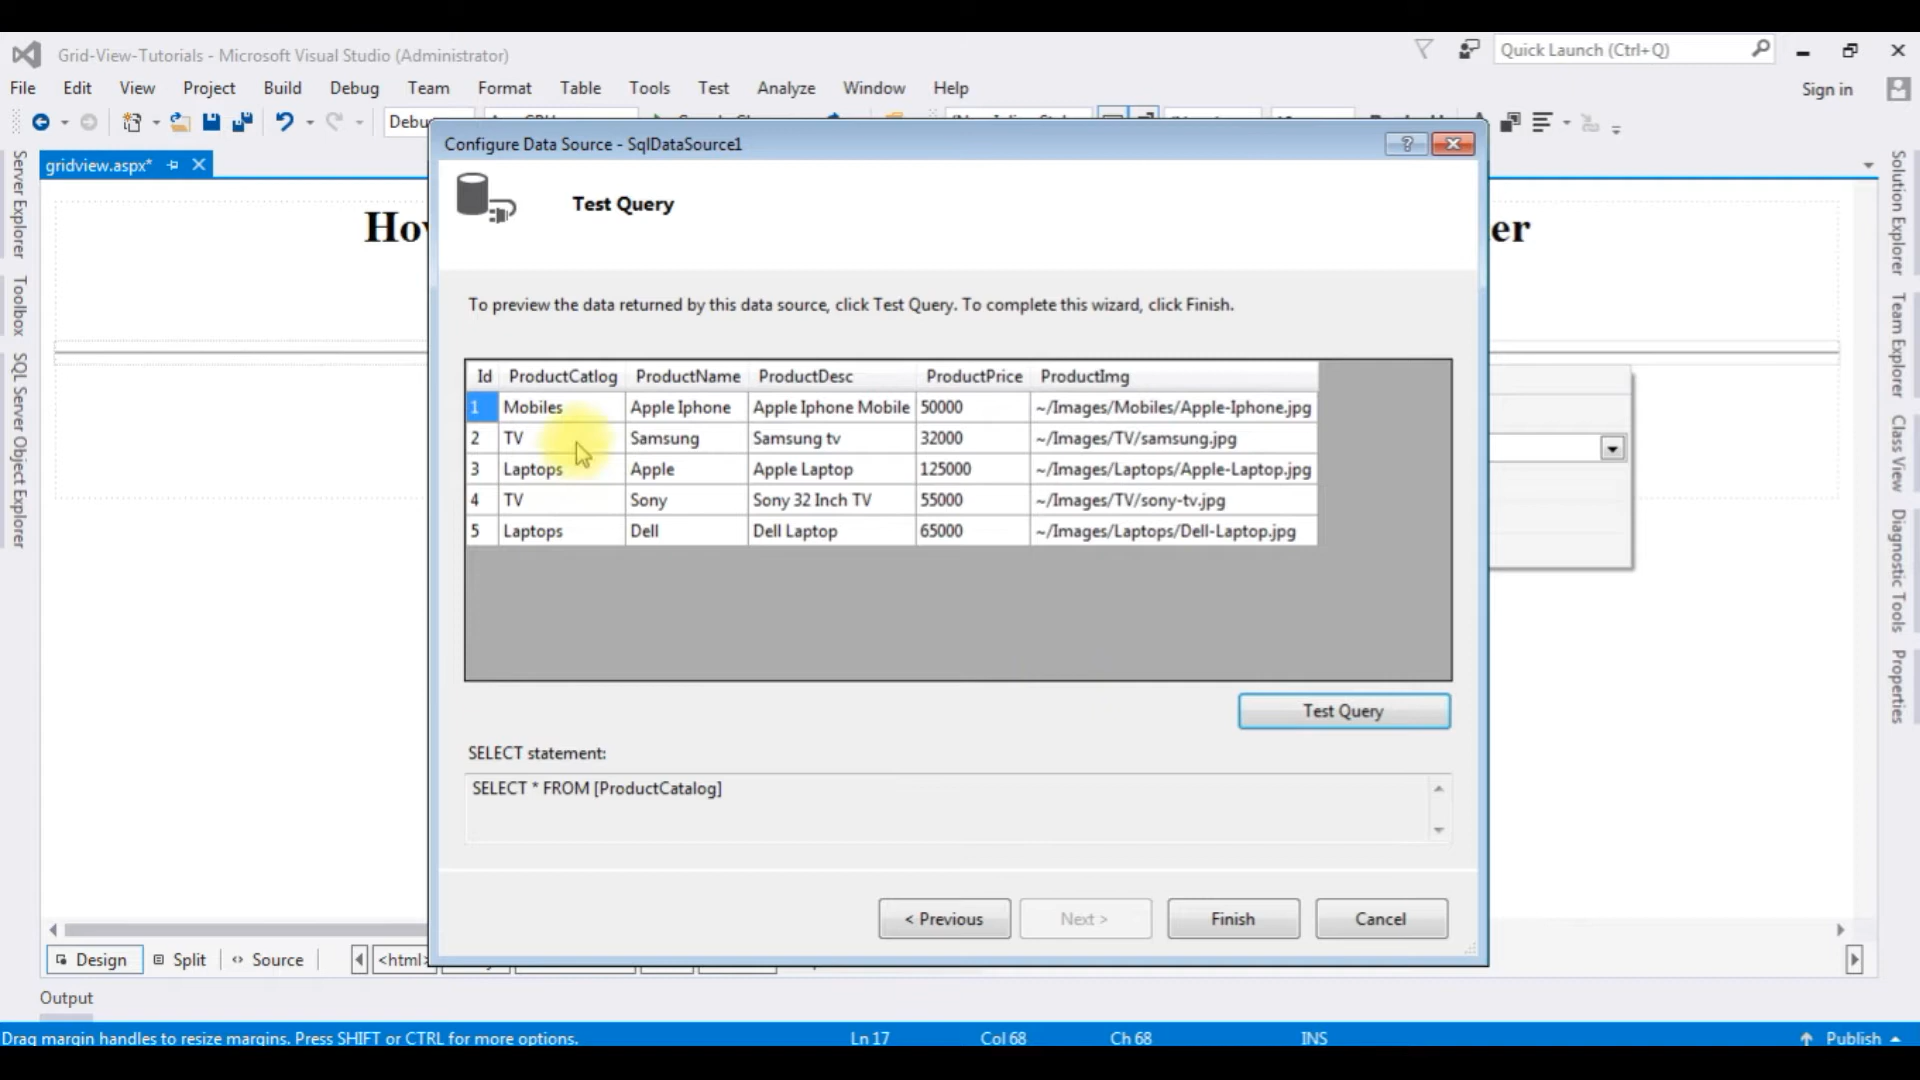 Grid-View-Tutorials - Microsoft Visual Studio (Administrator)
Quick Launch (Ctrl+Q)
File Edit View Project Build Debug Team Format Table Tools Test Analyze Window Help
Sign in
gridview.aspx*
Configure Data Source - SqlDataSource1
Test Query
To preview the data returned by this data source, click Test Query. To complete this wizard, click Finish.
Id ProductCatlog ProductName ProductDesc ProductPrice ProductImg
1 Mobiles Apple Iphone Apple Iphone Mobile 50000 ~/Images/Mobiles/Apple-Iphone.jpg
2 TV Samsung Samsung tv 32000 ~/Images/TV/samsung.jpg
3 Laptops Apple Apple Laptop 125000 ~/Images/Laptops/Apple-Laptop.jpg
4 TV Sony Sony 32 Inch TV 55000 ~/Images/TV/sony-tv.jpg
5 Laptops Dell Dell Laptop 65000 ~/Images/Laptops/Dell-Laptop.jpg
Test Query
SELECT statement:
SELECT * FROM [ProductCatalog]
< Previous Next > Finish Cancel
Server Explorer
Toolbox
SQL Server Object Explorer
Solution Explorer
Team Explorer
Class View
Diagnostic Tools
Properties
Design Split Source <html>
Output
Drag margin handles to resize margins. Press SHIFT or CTRL for more options. Ln 17 Col 68 Ch 68 INS Publish